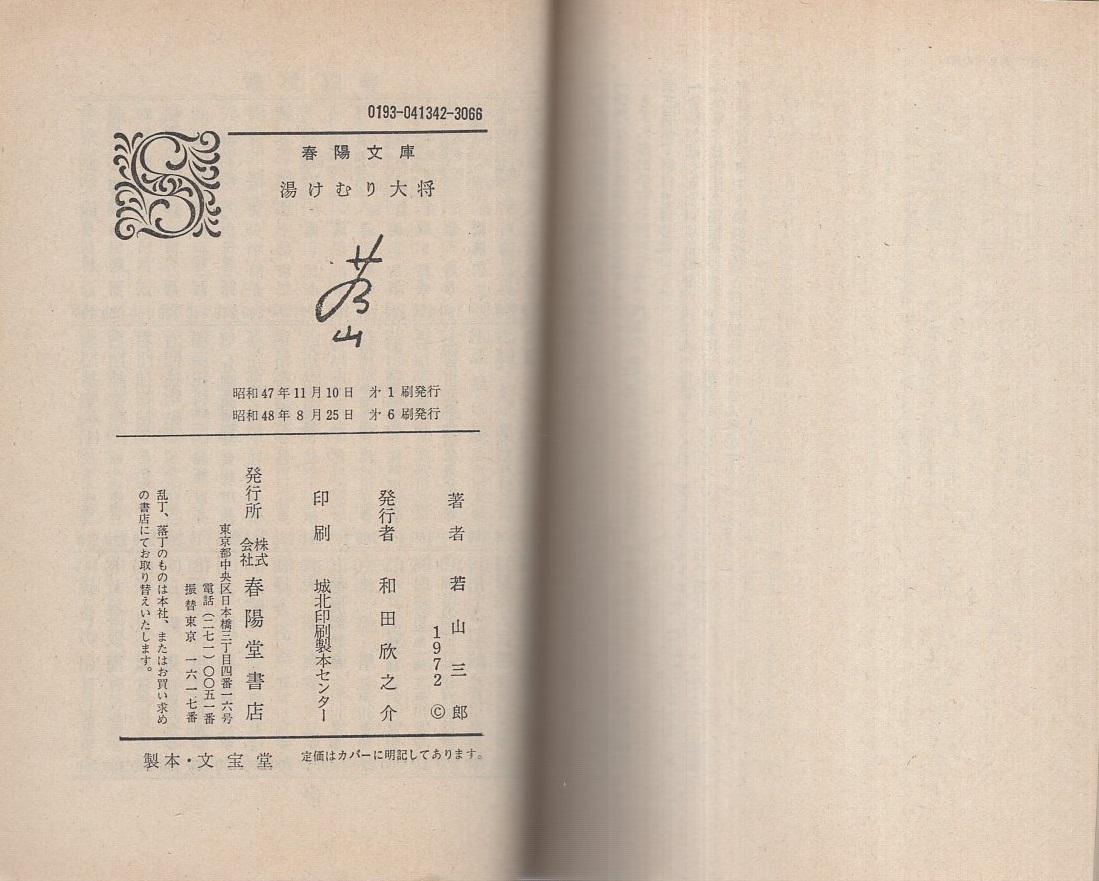 0193-041342-3066
春陽文庫
湯けむり大将
若山
昭和47年11月10日 才1刷発行
昭和48年8月25日 才6刷発行
著者 若山三郎
1972 ©
発行者 和田欣之介
印刷 城北印刷製本センター
発行所 株式会社 春陽堂書店
東京都中央区日本橋三丁目四番一六号
電話(二七一)〇〇五一番
振替東京 一六一七番
乱丁、落丁のものは本社、またはお買い求め
の書店にてお取り替えいたします。
定価はカバーに明記してあります。
製本・文宝堂